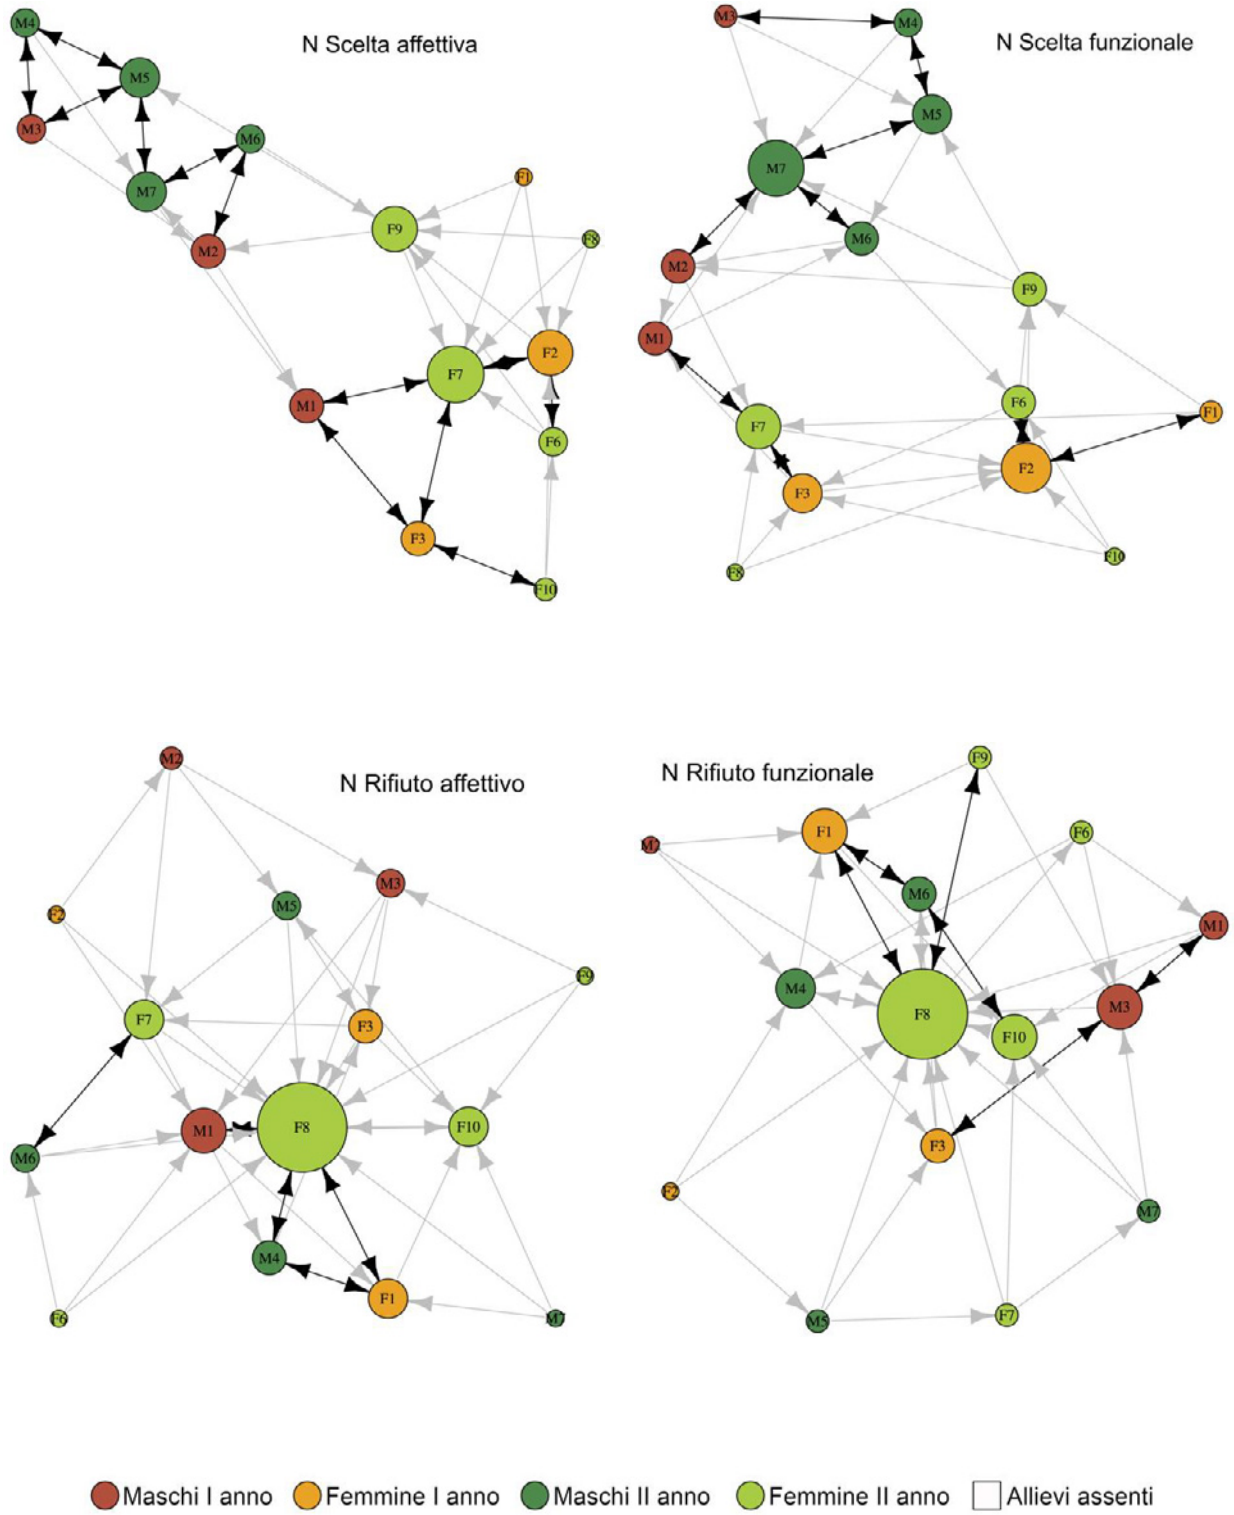 N Scelta affettiva
M4
M5
M3
M6
M7
M2
F1
F9
F8
F2
F7
M1
F6
F3
F10
N Scelta funzionale
M3
M4
M5
M7
M6
M2
F9
M1
F6
F1
F7
F2
F3
F10
F8
N Rifiuto affettivo
M2
M3
M5
F2
F9
F7
F3
M1
F8
F10
M6
M4
F1
F6
M7
N Rifiuto funzionale
F9
F1
F6
M2
M6
M1
M4
M3
F8
F10
F3
F2
M7
F7
M5
Maschi I anno Femmine I anno Maschi II anno Femmine II anno Allievi assenti